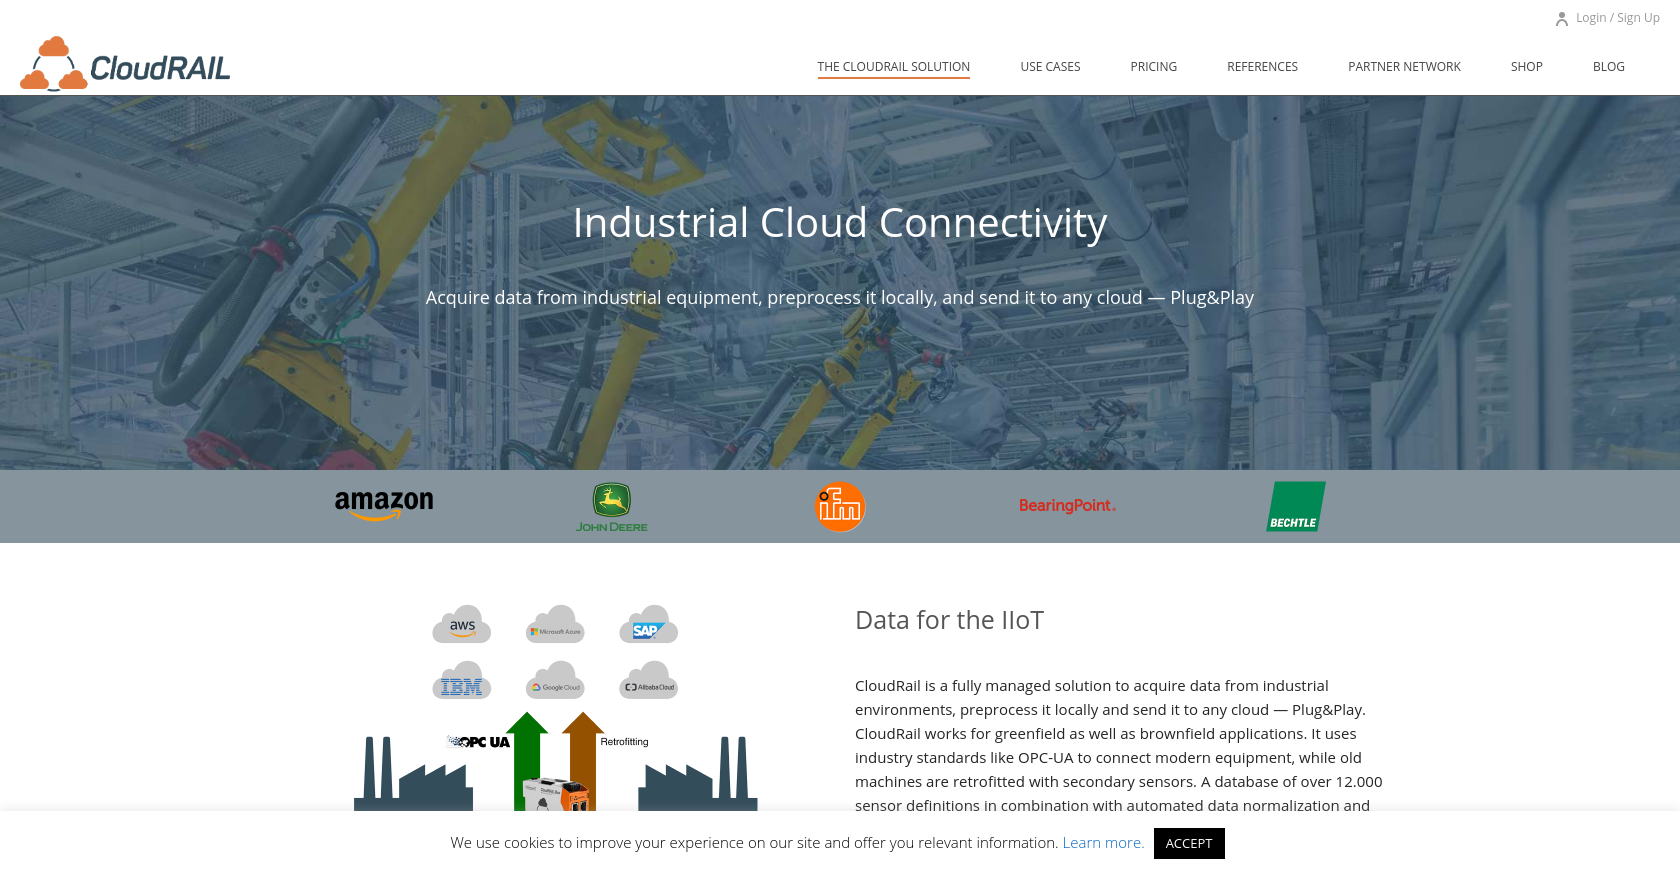 Login / Sign Up
CloudRAIL
THE CLOUDRAIL SOLUTION USE CASES PRICING REFERENCES PARTNER NETWORK SHOP BLOG
Industrial Cloud Connectivity
Acquire data from industrial equipment, preprocess it locally, and send it to any cloud — Plug&Play
amazon JOHN DEERE ifm BearingPoint. BECHTLE
aws Microsoft Azure SAP
IBM Google Cloud Alibaba Cloud
OPC UA Retrofitting
Data for the IIoT
CloudRail is a fully managed solution to acquire data from industrial
environments, preprocess it locally and send it to any cloud — Plug&Play.
CloudRail works for greenfield as well as brownfield applications. It uses
industry standards like OPC-UA to connect modern equipment, while old
machines are retrofitted with secondary sensors. A database of over 12.000
sensor definitions in combination with automated data normalization and
We use cookies to improve your experience on our site and offer you relevant information. Learn more. ACCEPT